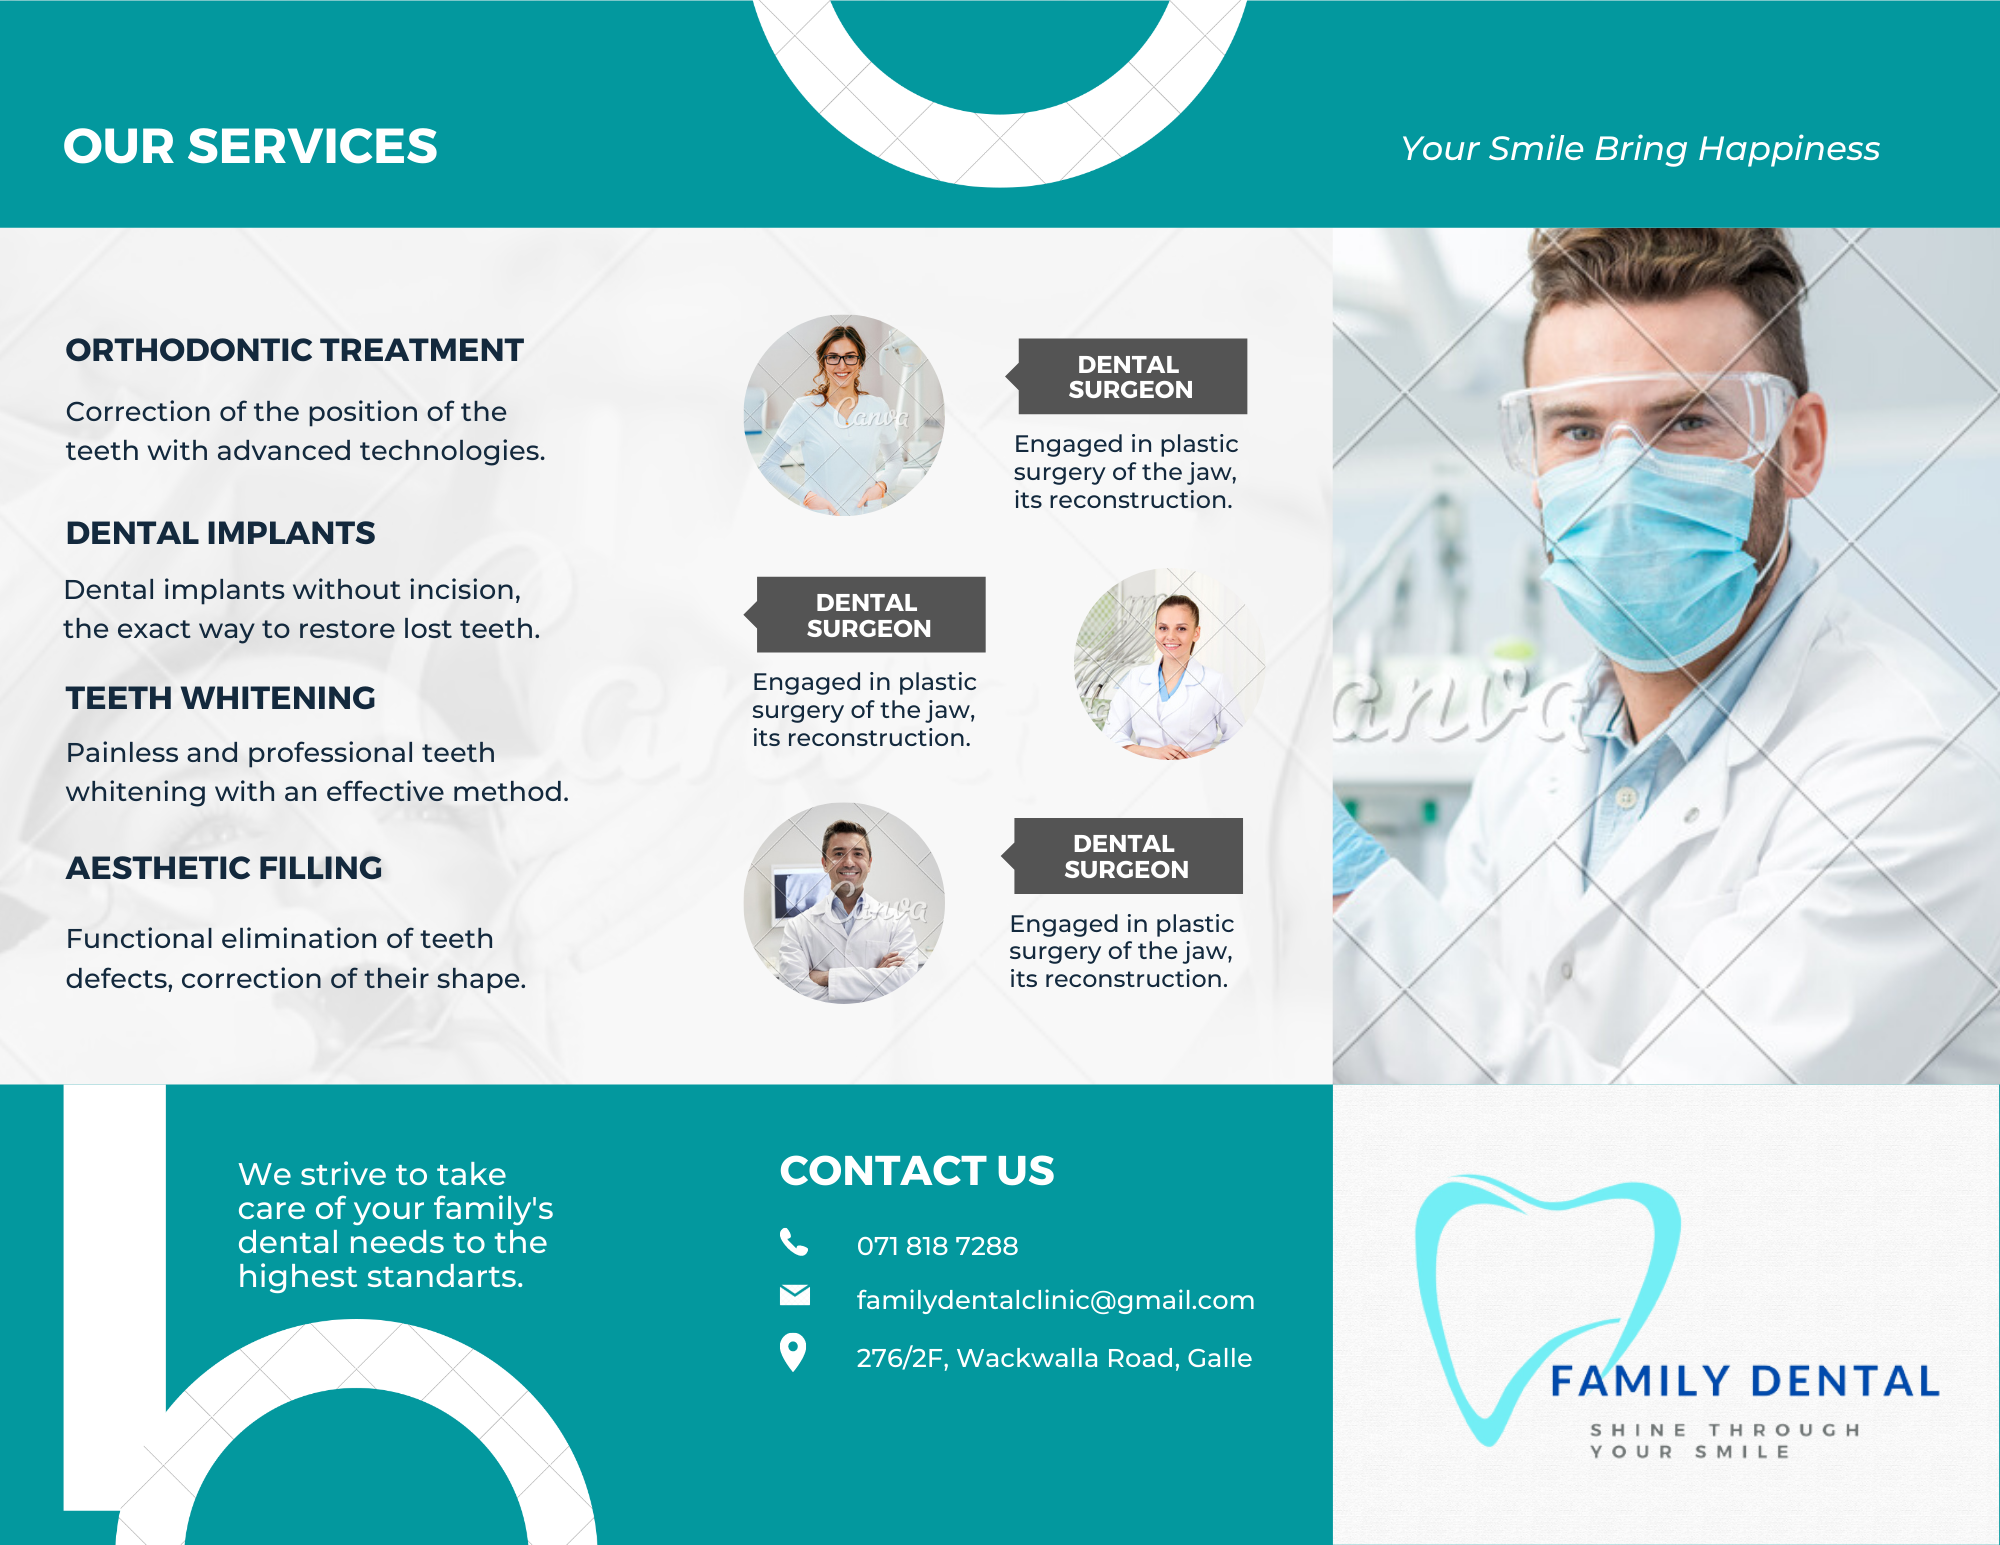 OUR SERVICES
Your Smile Bring Happiness
ORTHODONTIC TREATMENT
Correction of the position of the
teeth with advanced technologies.
DENTAL IMPLANTS
Dental implants without incision,
the exact way to restore lost teeth.
TEETH WHITENING
Painless and professional teeth
whitening with an effective method.
AESTHETIC FILLING
Functional elimination of teeth
defects, correction of their shape.
Canva
DENTAL
SURGEON
Engaged in plastic
surgery of the jaw,
its reconstruction.
Canva
DENTAL
SURGEON
Engaged in plastic
surgery of the jaw,
its reconstruction.
Canva
DENTAL
SURGEON
Engaged in plastic
surgery of the jaw,
its reconstruction.
anva
We strive to take
care of your family's
dental needs to the
highest standarts.
CONTACT US
071 818 7288
familydentalclinic@gmail.com
276/2F, Wackwalla Road, Galle
FAMILY DENTAL
SHINE THROUGH
YOUR SMILE